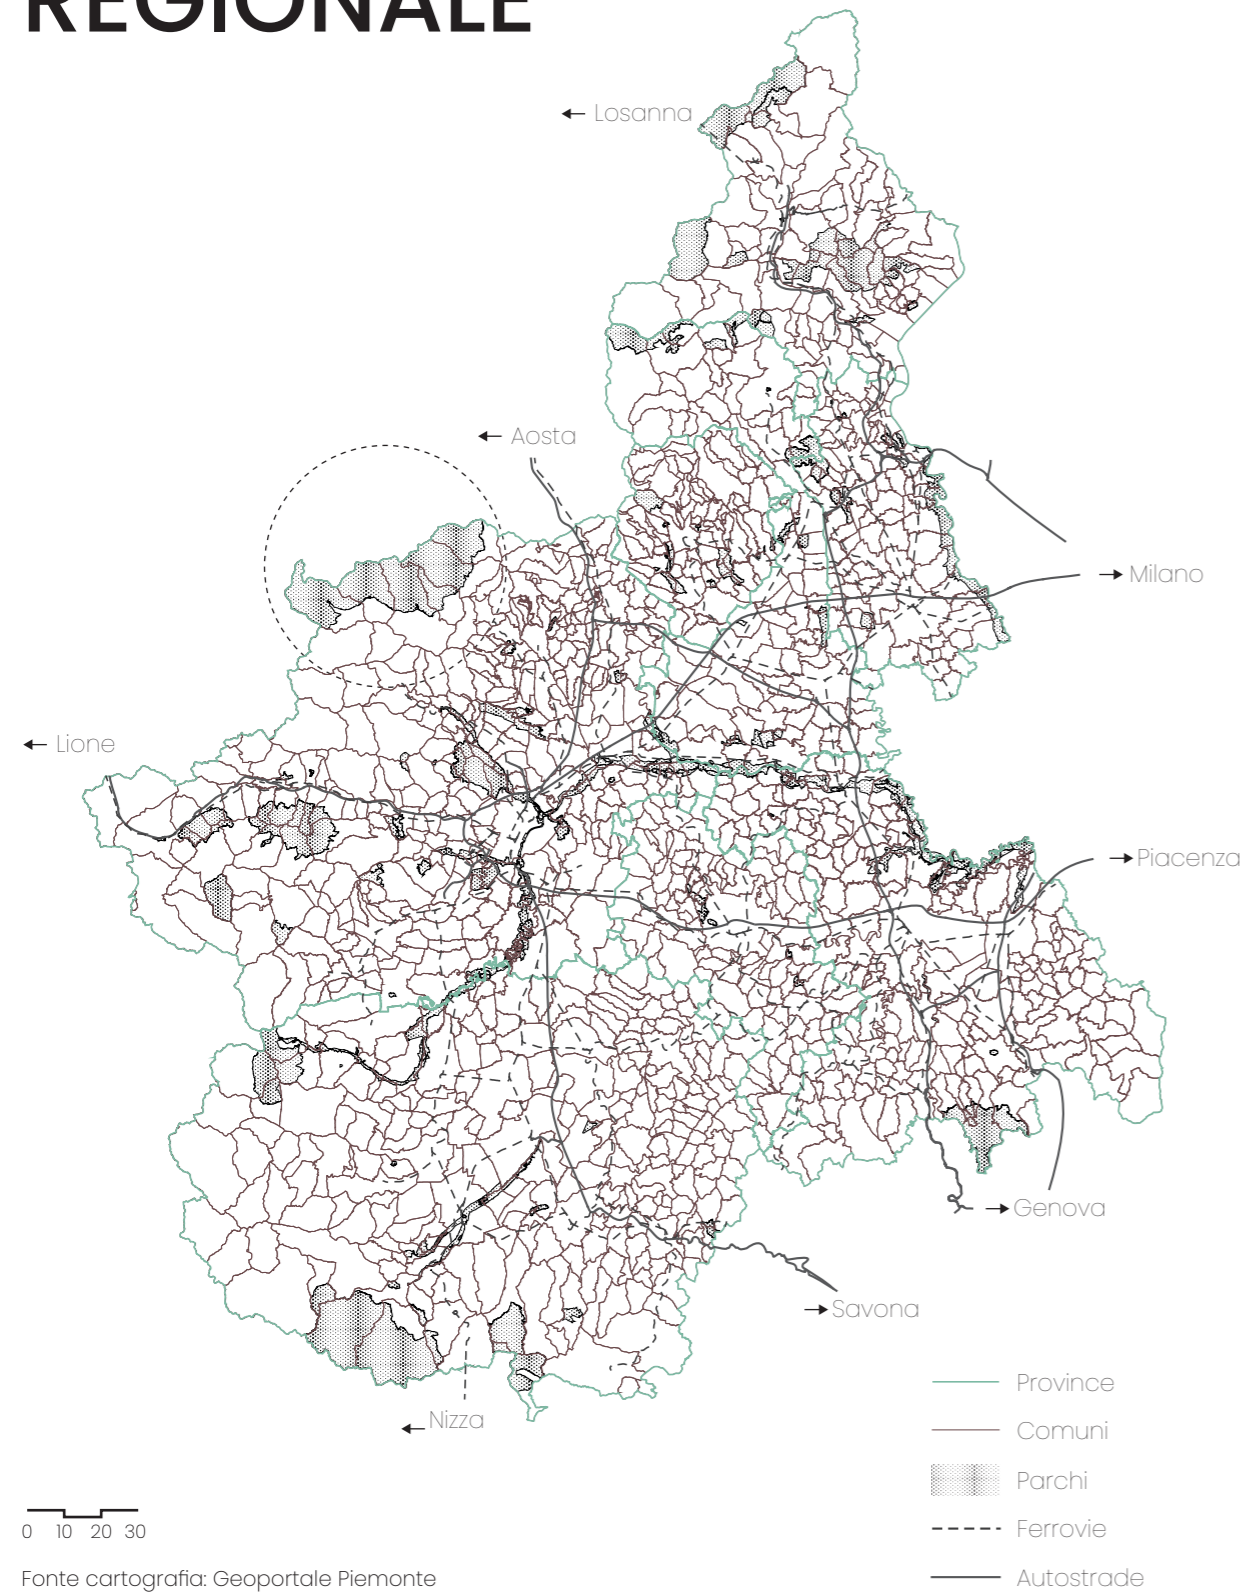 REGIONALE
Losanna
Aosta
Milano
Lione
Piacenza
Genova
Savona
Nizza
Province
Comuni
Parchi
Ferrovie
Autostrade
0 10 20 30
Fonte cartografia: Geoportale Piemonte